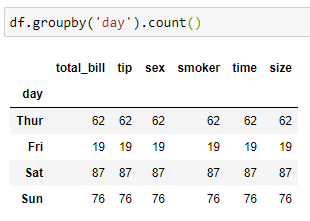 df.groupby('day').count()
total_bill tip sex smoker time size
day
Thur 62 62 62 62 62 62
Fri 19 19 19 19 19 19
Sat 87 87 87 87 87 87
Sun 76 76 76 76 76 76